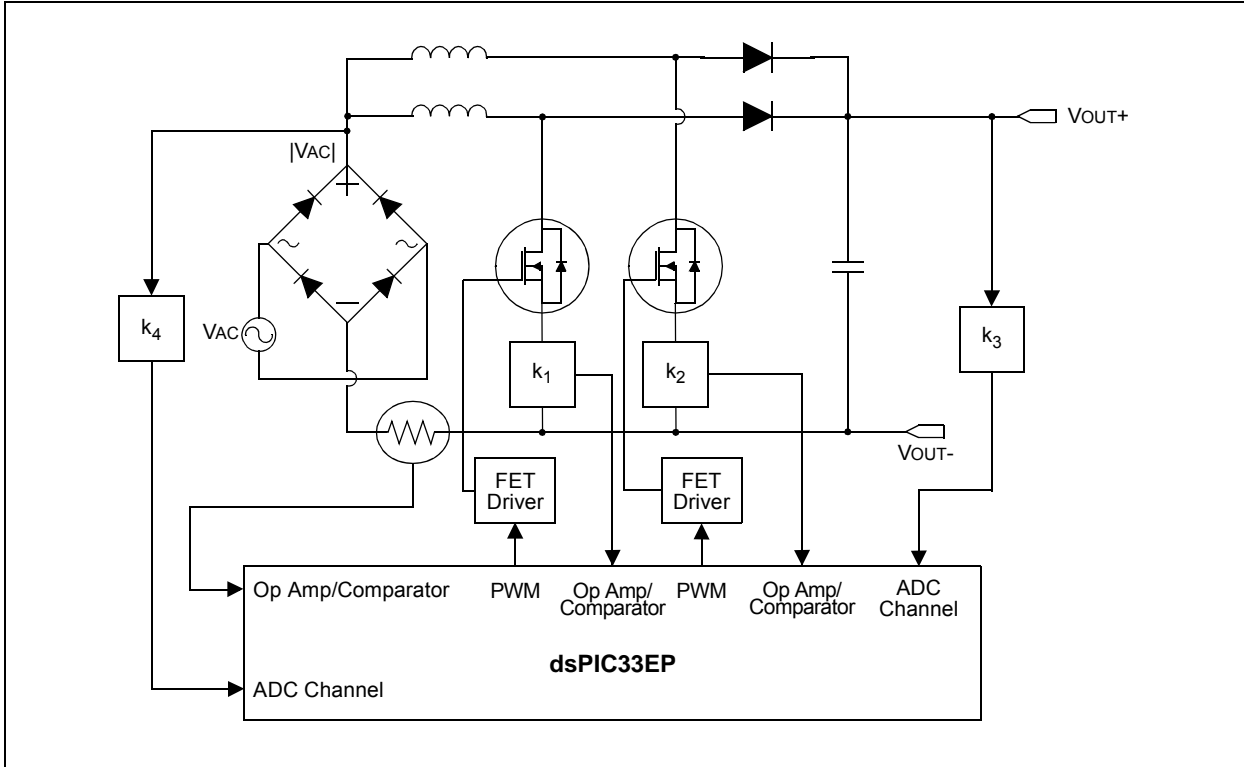 VOUT+
|VAC|
+
k4
VAC
−
k1
k2
k3
VOUT-
FET
Driver
FET
Driver
Op Amp/Comparator
PWM
Op Amp/
Comparator
PWM
Op Amp/
Comparator
ADC
Channel
dsPIC33EP
ADC Channel